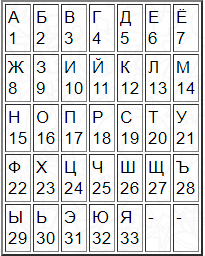 А Б В Г Д Е Ё
1 2 3 4 5 6 7
Ж З И Й К Л М
8 9 10 11 12 13 14
Н О П Р С Т У
15 16 17 18 19 20 21
Ф Х Ц Ч Ш Щ Ъ
22 23 24 25 26 27 28
Ы Ь Э Ю Я - -
29 30 31 32 33